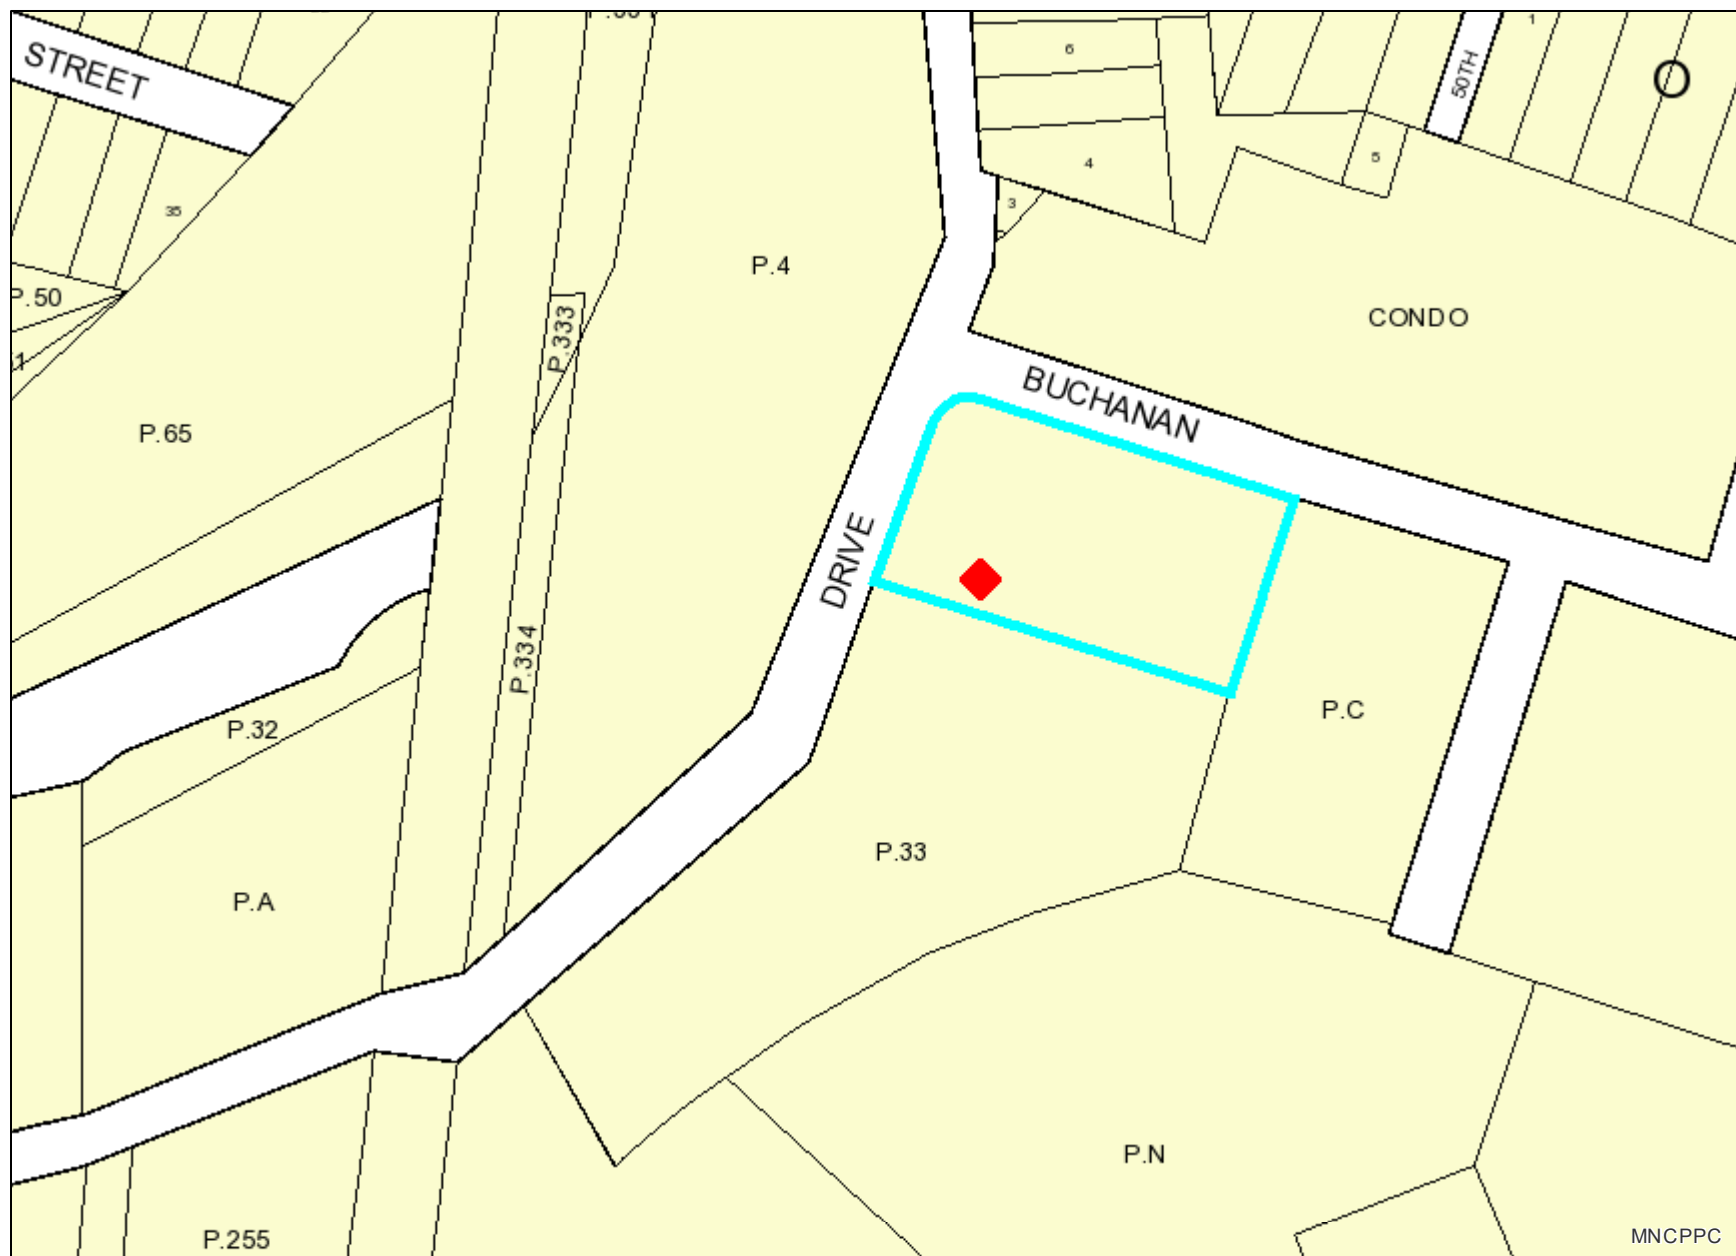 STREET
6
1
50TH
O
4
5
35
3
P.4
P.50
CONDO
P.333
BUCHANAN
P.65
DRIVE
P.334
P.C
P.32
P.33
P.A
P.N
P.255
MNCPPC